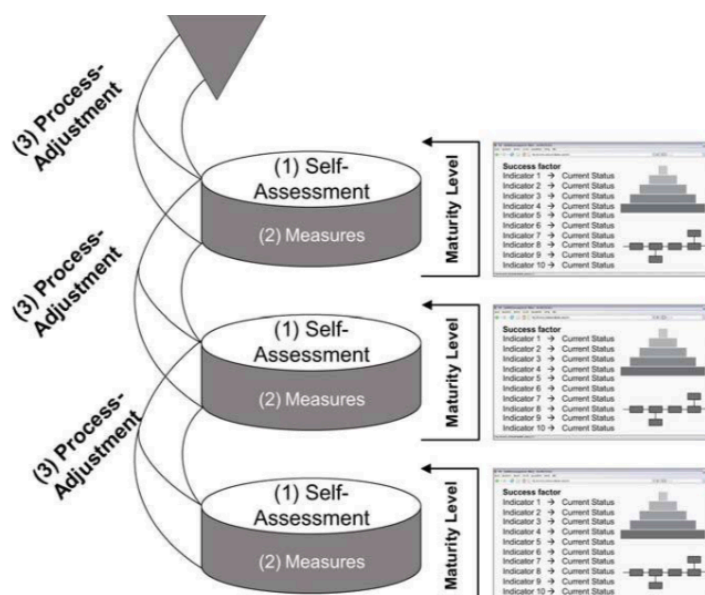 (3) Process-
Adjustment
(1) Self-
Assessment
(2) Measures
Maturity Level
Success factor
Indicator 1 → Current Status
Indicator 2 → Current Status
Indicator 3 → Current Status
Indicator 4 → Current Status
Indicator 5 → Current Status
Indicator 6 → Current Status
Indicator 7 → Current Status
Indicator 8 → Current Status
Indicator 9 → Current Status
Indicator 10 → Current Status
(3) Process-
Adjustment
(1) Self-
Assessment
(2) Measures
Maturity Level
Success factor
Indicator 1 → Current Status
Indicator 2 → Current Status
Indicator 3 → Current Status
Indicator 4 → Current Status
Indicator 5 → Current Status
Indicator 6 → Current Status
Indicator 7 → Current Status
Indicator 8 → Current Status
Indicator 9 → Current Status
Indicator 10 → Current Status
(3) Process-
Adjustment
(1) Self-
Assessment
(2) Measures
Maturity Level
Success factor
Indicator 1 → Current Status
Indicator 2 → Current Status
Indicator 3 → Current Status
Indicator 4 → Current Status
Indicator 5 → Current Status
Indicator 6 → Current Status
Indicator 7 → Current Status
Indicator 8 → Current Status
Indicator 9 → Current Status
Indicator 10 → Current Status